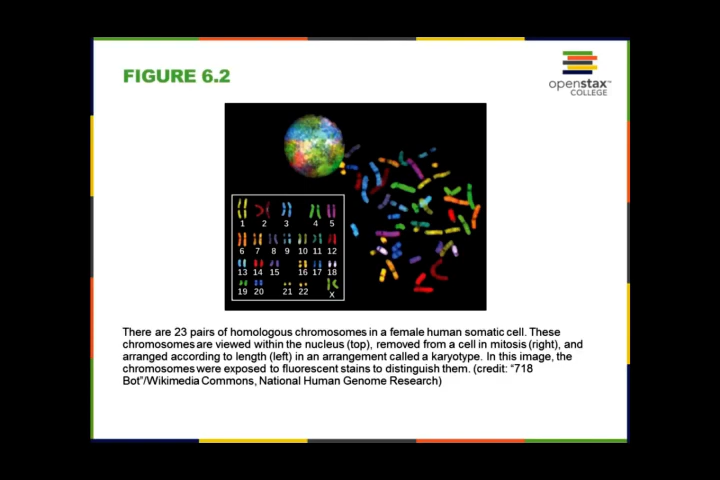 FIGURE 6.2
openstax™
COLLEGE
1 2 3 4 5
6 7 8 9 10 11 12
13 14 15 16 17 18
19 20 21 22 X
There are 23 pairs of homologous chromosomes in a female human somatic cell. These
chromosomes are viewed within the nucleus (top), removed from a cell in mitosis (right), and
arranged according to length (left) in an arrangement called a karyotype. In this image, the
chromosomes were exposed to fluorescent stains to distinguish them. (credit: “718
Bot”/Wikimedia Commons, National Human Genome Research)